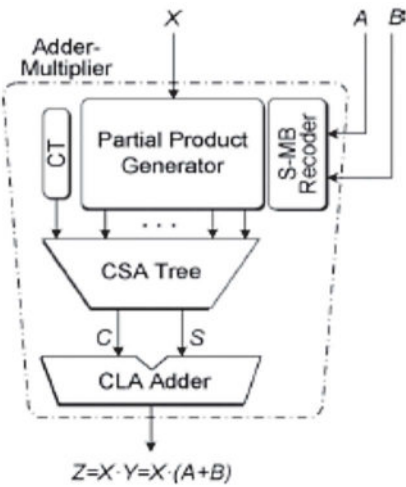 X
A
B
Adder-
Multiplier
CT
Partial Product
Generator
S-MB
Recoder
. . .
CSA Tree
C
S
CLA Adder
Z=X·Y=X·(A+B)